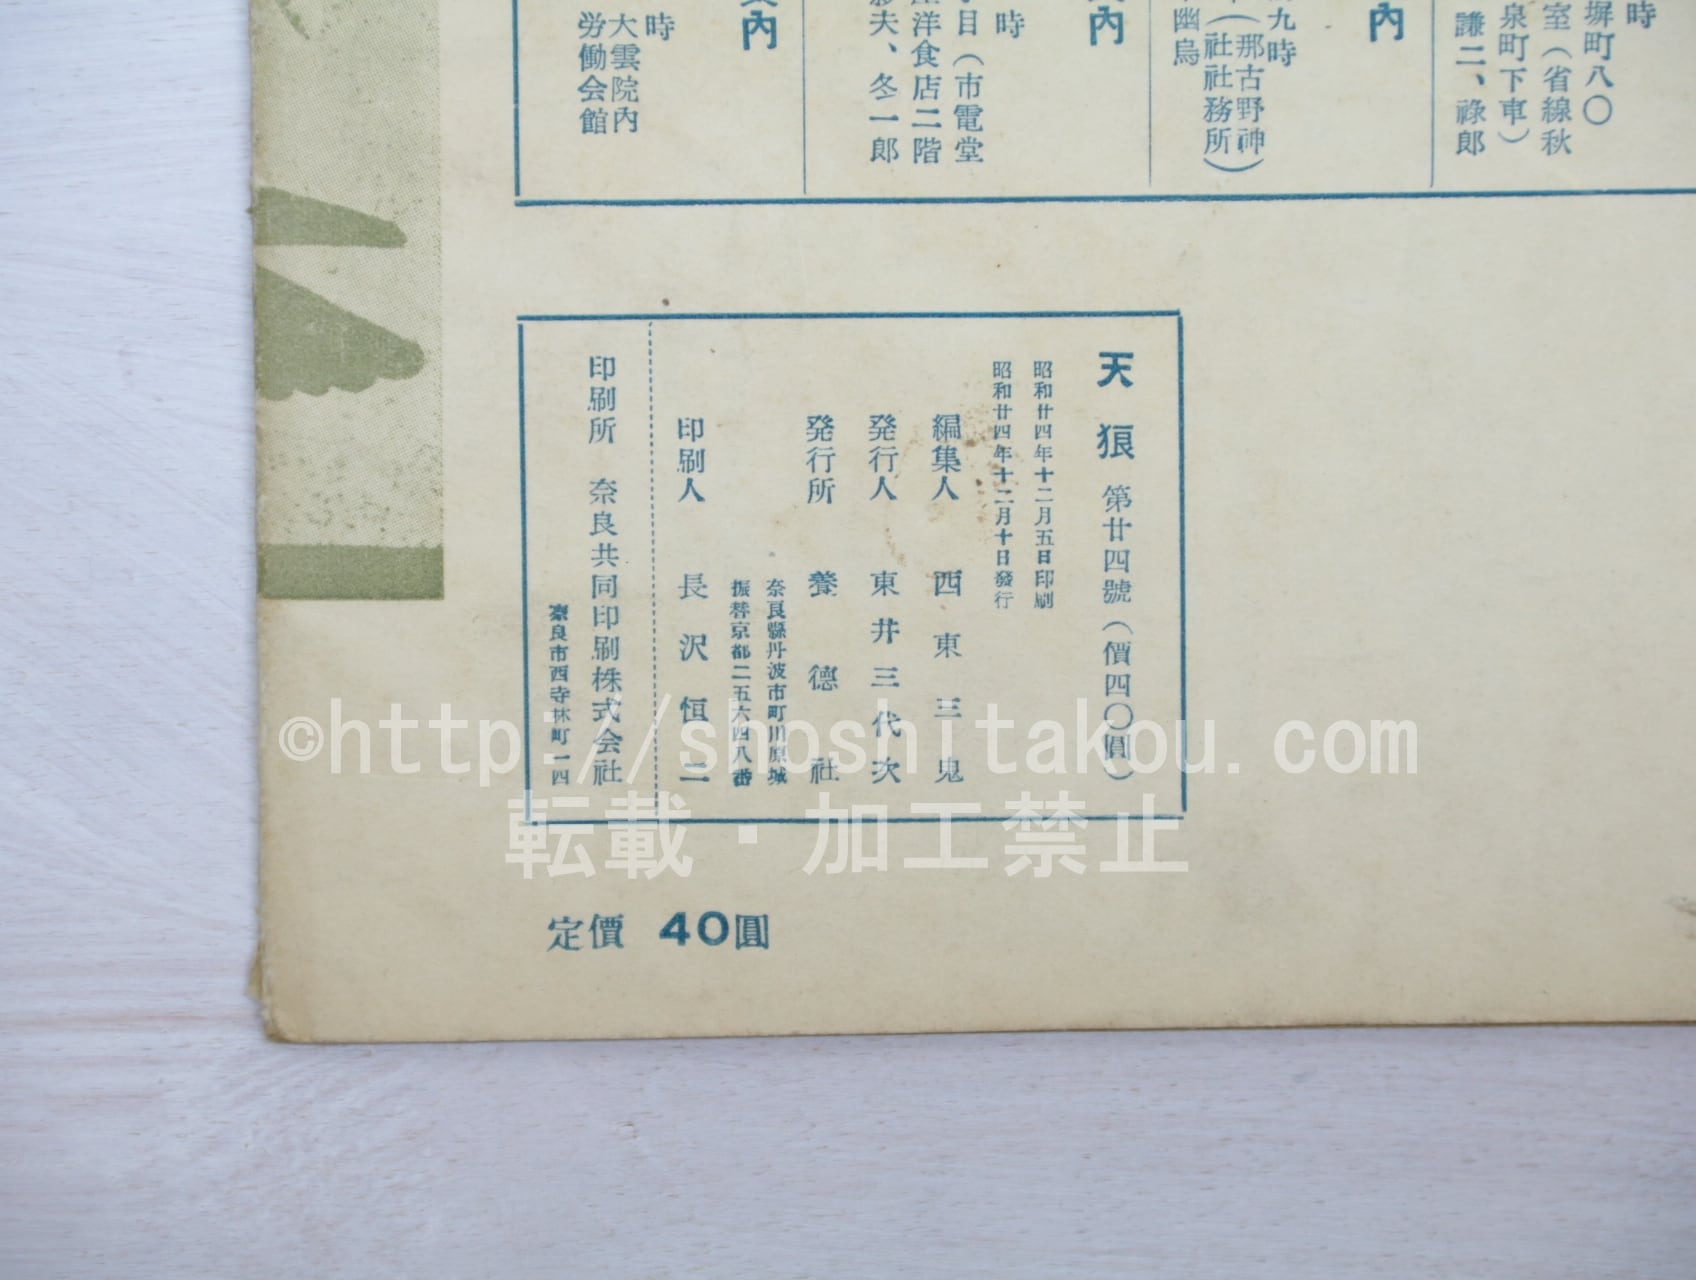 時
塀町八〇
室（省線秋
泉町下車）
謙二、祿郎
内
九時
（那古野神
（社社務所）
幽烏
内
時
目（市電堂
洋食店二階
夫、冬一郎
内
時
大雲院内
労働会館
天狼 第廿四號（價四〇圓）
昭和廿四年十二月五日印刷
昭和廿四年十二月十日發行
編集人 西東三鬼
発行人 東井三代次
発行所 養德社
奈良縣丹波市町川原城
振替京都二五六四八番
印刷人 長沢恒二
印刷所 奈良共同印刷株式会社
奈良市西寺林町一四
定價 40圓
©http://shoshitakou.com
転載・加工禁止